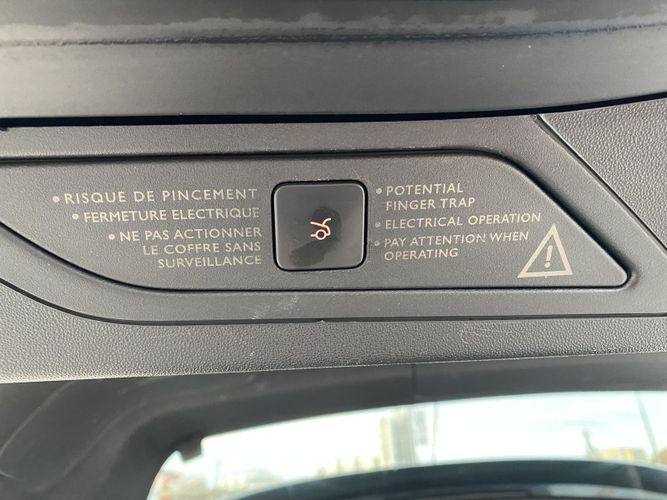 • RISQUE DE PINCEMENT
• FERMETURE ELECTRIQUE
• NE PAS ACTIONNER
LE COFFRE SANS
SURVEILLANCE
• POTENTIAL
FINGER TRAP
• ELECTRICAL OPERATION
• PAY ATTENTION WHEN
OPERATING
!